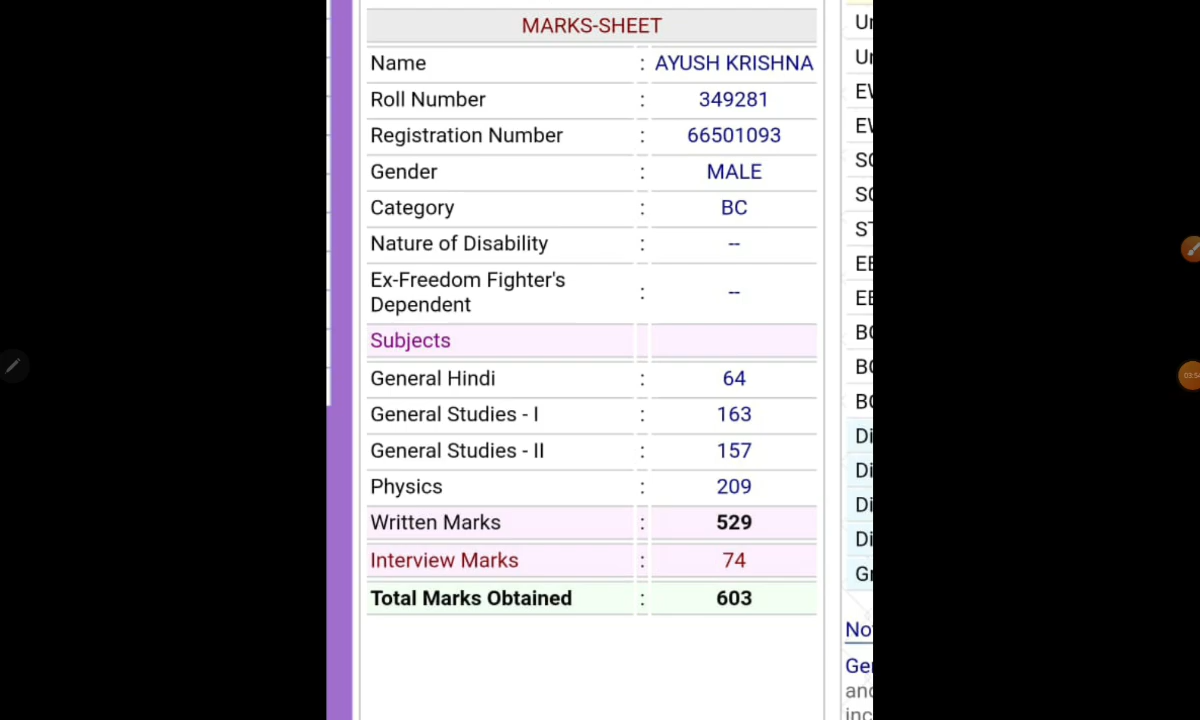 MARKS-SHEET
Name : AYUSH KRISHNA
Roll Number : 349281
Registration Number : 66501093
Gender : MALE
Category : BC
Nature of Disability : --
Ex-Freedom Fighter's
Dependent : --
Subjects
General Hindi : 64
General Studies - I : 163
General Studies - II : 157
Physics : 209
Written Marks : 529
Interview Marks : 74
Total Marks Obtained : 603